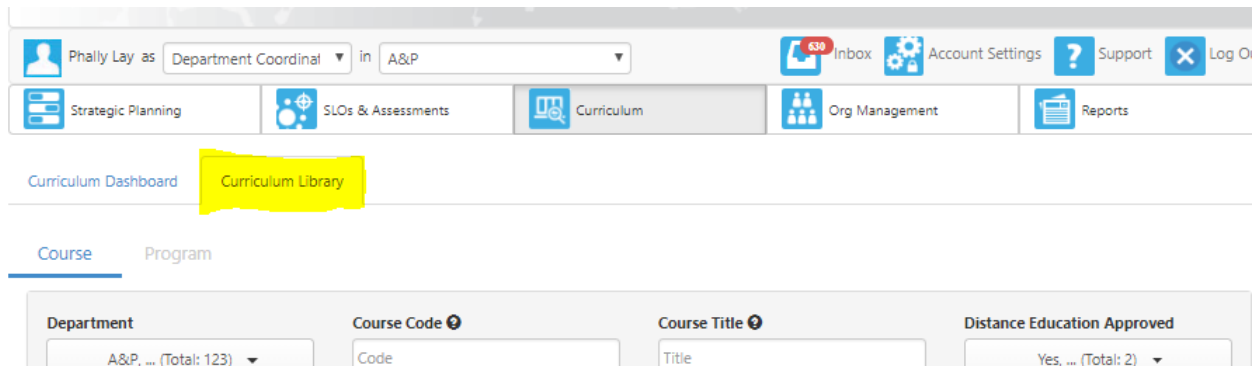 Phally Lay as Department Coordinat in A&P 630 Inbox Account Settings ? Support Log Ou
Strategic Planning SLOs & Assessments Curriculum Org Management Reports
Curriculum Dashboard Curriculum Library
Course Program
Department Course Code ? Course Title ? Distance Education Approved
A&P, ... (Total: 123) Code Title Yes, ... (Total: 2)